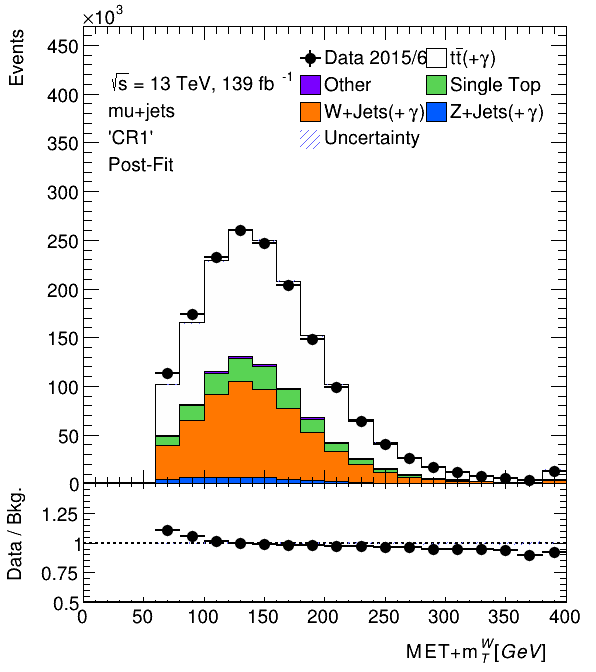 ×10³
Events
450
400
350
300
250
200
150
100
50
0
√s = 13 TeV, 139 fb⁻¹
mu+jets
'CR1'
Post-Fit
Data 2015/6
tt̄(+γ)
Other
Single Top
W+Jets(+γ)
Z+Jets(+γ)
Uncertainty
Data / Bkg.
1.25
1
0.75
0.5
0 50 100 150 200 250 300 350 400
MET+m_T^W[GeV]